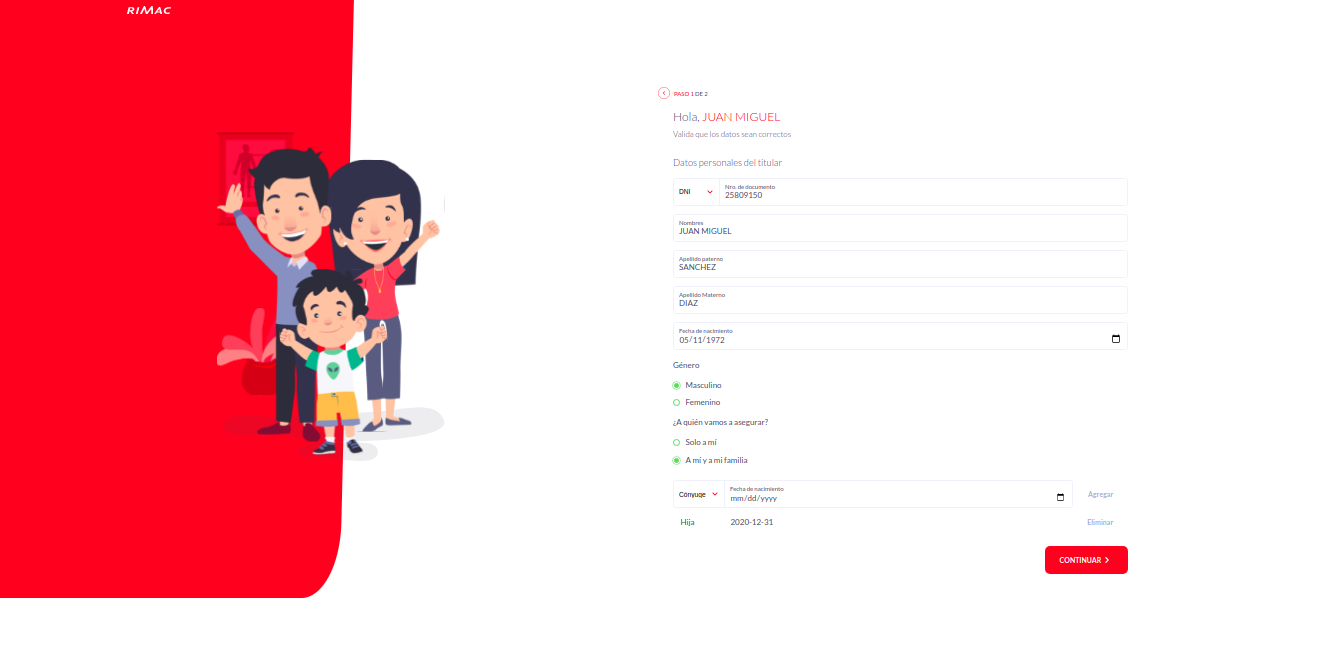 RIMAC
PASO 1 DE 2
Hola, JUAN MIGUEL
Valida que los datos sean correctos
Datos personales del titular
DNI
Nro. de documento
25809150
Nombres
JUAN MIGUEL
Apellido paterno
SANCHEZ
Apellido Materno
DIAZ
Fecha de nacimiento
05/11/1972
Género
Masculino
Femenino
¿A quién vamos a asegurar?
Solo a mí
A mí y a mi familia
Cónyuge
Fecha de nacimiento
mm/dd/yyyy
Agregar
Hija 2020-12-31 Eliminar
CONTINUAR